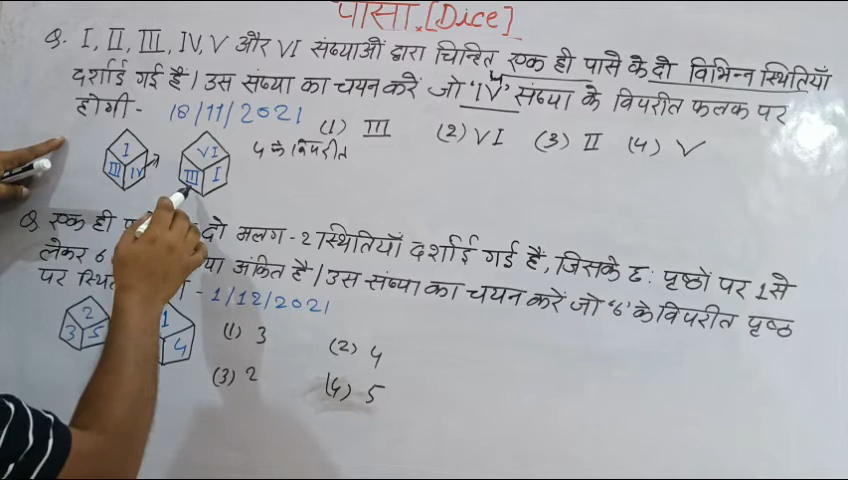 पासा [Dice]
Q. I, II, III, IV, V और VI संख्याओं द्वारा चिन्हित एक ही पासे के दो विभिन्न स्थितियाँ
दर्शाई गई हैं। उस संख्या का चयन करें जो 'IV' संख्या के विपरीत फलक पर
होगी - 18/11/2021
(1) III (2) VI (3) II (4) V
I III IV
VI III I
4 के विपरीत
Q एक ही दो अलग-2 स्थितियाँ दर्शाई गई हैं, जिसके छ: पृष्ठों पर 1 से
लेकर 6 अंकित है। उस संख्या का चयन करें जो '6' के विपरीत पृष्ठ
पर - 1/12/2021
2 3 5
1 4
(1) 3 (2) 4
(3) 2 (4) 5